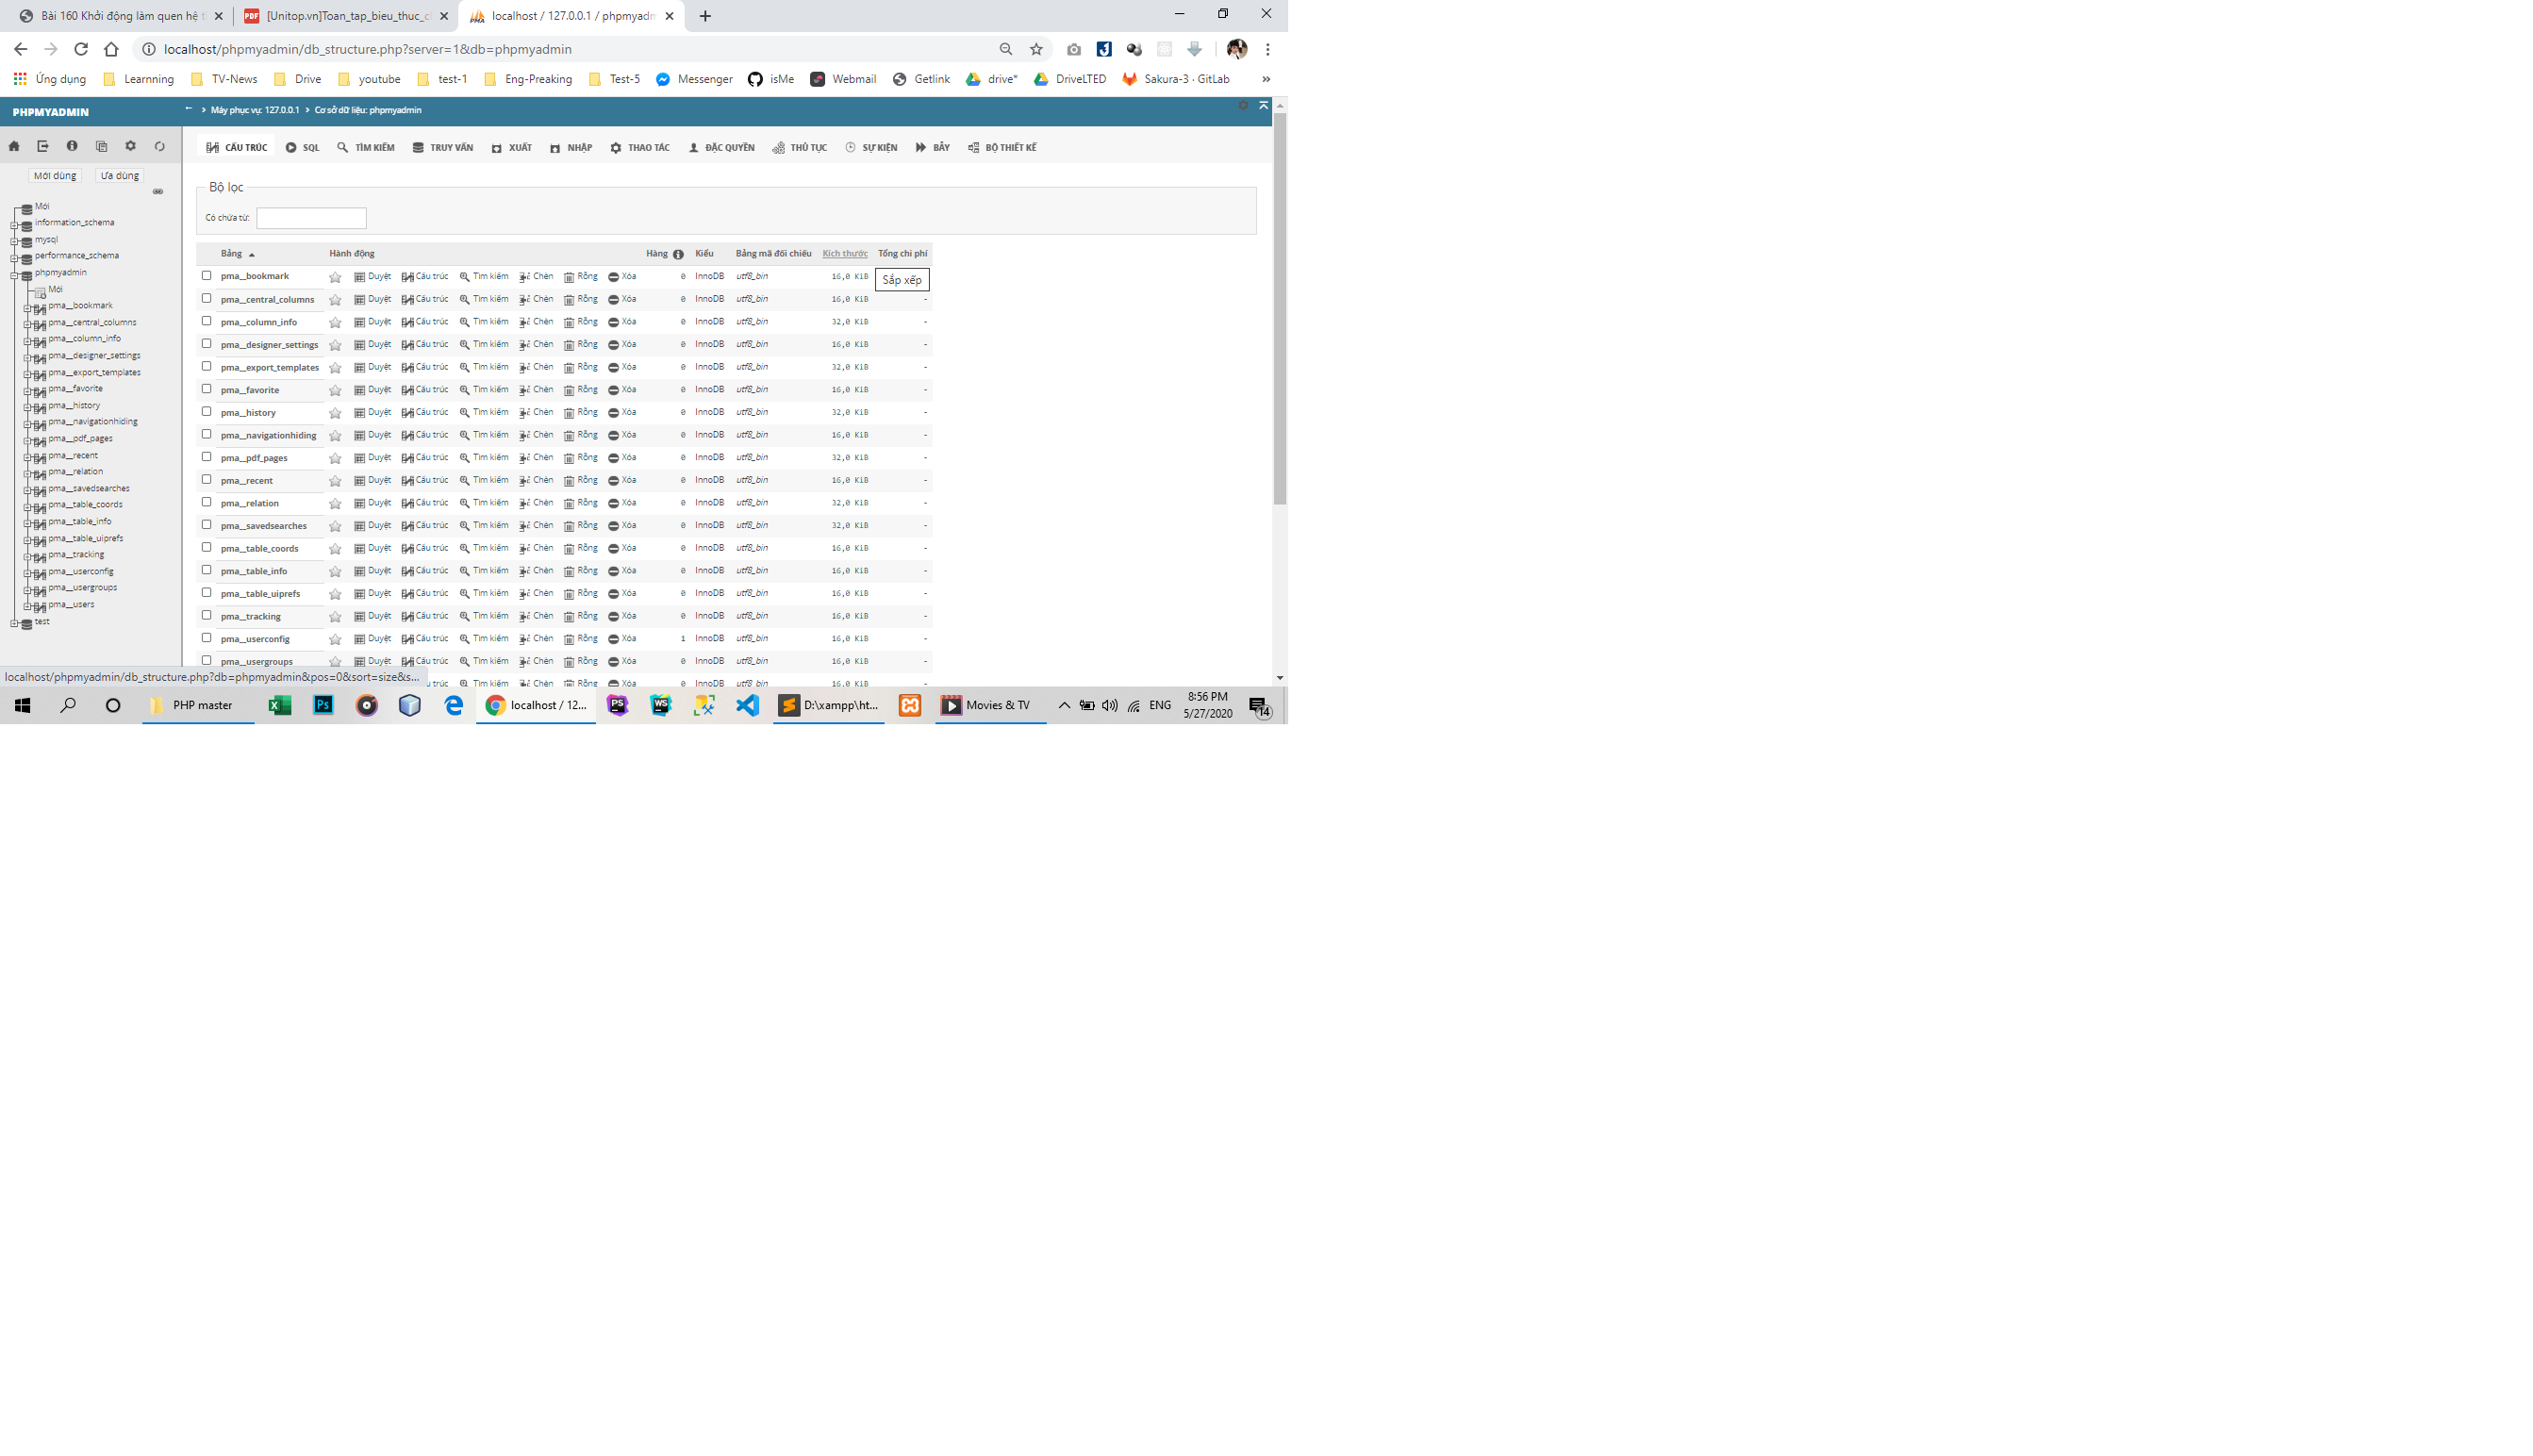 Bài 160 Khởi động làm quen hệ t
[Unitop.vn]Toan_tap_bieu_thuc_c
localhost / 127.0.0.1 / phpmyadm
localhost/phpmyadmin/db_structure.php?server=1&db=phpmyadmin
Ứng dụng Learnning TV-News Drive youtube test-1 Eng-Preaking Test-5 Messenger isMe Webmail Getlink drive* DriveLTED Sakura-3 · GitLab »
PHPMYADMIN
Máy phục vụ: 127.0.0.1 Cơ sở dữ liệu: phpmyadmin
CẤU TRÚC SQL TÌM KIẾM TRUY VẤN XUẤT NHẬP THAO TÁC ĐẶC QUYỀN THỦ TỤC SỰ KIỆN BẪY BỘ THIẾT KẾ
Mới dùng Ưa dùng
Mới
information_schema
mysql
performance_schema
phpmyadmin
Mới
pma__bookmark
pma__central_columns
pma__column_info
pma__designer_settings
pma__export_templates
pma__favorite
pma__history
pma__navigationhiding
pma__pdf_pages
pma__recent
pma__relation
pma__savedsearches
pma__table_coords
pma__table_info
pma__table_uiprefs
pma__tracking
pma__userconfig
pma__usergroups
pma__users
test
Bộ lọc
Có chứa từ:
Bảng Hành động Hàng Kiểu Bảng mã đối chiếu Kích thước Tổng chi phí
pma__bookmark Duyệt Cấu trúc Tìm kiếm Chèn Rỗng Xóa 0 InnoDB utf8_bin 16,0 KiB
Sắp xếp
pma__central_columns Duyệt Cấu trúc Tìm kiếm Chèn Rỗng Xóa 0 InnoDB utf8_bin 16,0 KiB -
pma__column_info Duyệt Cấu trúc Tìm kiếm Chèn Rỗng Xóa 0 InnoDB utf8_bin 32,0 KiB -
pma__designer_settings Duyệt Cấu trúc Tìm kiếm Chèn Rỗng Xóa 0 InnoDB utf8_bin 16,0 KiB -
pma__export_templates Duyệt Cấu trúc Tìm kiếm Chèn Rỗng Xóa 0 InnoDB utf8_bin 32,0 KiB -
pma__favorite Duyệt Cấu trúc Tìm kiếm Chèn Rỗng Xóa 0 InnoDB utf8_bin 16,0 KiB -
pma__history Duyệt Cấu trúc Tìm kiếm Chèn Rỗng Xóa 0 InnoDB utf8_bin 32,0 KiB -
pma__navigationhiding Duyệt Cấu trúc Tìm kiếm Chèn Rỗng Xóa 0 InnoDB utf8_bin 16,0 KiB -
pma__pdf_pages Duyệt Cấu trúc Tìm kiếm Chèn Rỗng Xóa 0 InnoDB utf8_bin 32,0 KiB -
pma__recent Duyệt Cấu trúc Tìm kiếm Chèn Rỗng Xóa 0 InnoDB utf8_bin 16,0 KiB -
pma__relation Duyệt Cấu trúc Tìm kiếm Chèn Rỗng Xóa 0 InnoDB utf8_bin 32,0 KiB -
pma__savedsearches Duyệt Cấu trúc Tìm kiếm Chèn Rỗng Xóa 0 InnoDB utf8_bin 32,0 KiB -
pma__table_coords Duyệt Cấu trúc Tìm kiếm Chèn Rỗng Xóa 0 InnoDB utf8_bin 16,0 KiB -
pma__table_info Duyệt Cấu trúc Tìm kiếm Chèn Rỗng Xóa 0 InnoDB utf8_bin 16,0 KiB -
pma__table_uiprefs Duyệt Cấu trúc Tìm kiếm Chèn Rỗng Xóa 0 InnoDB utf8_bin 16,0 KiB -
pma__tracking Duyệt Cấu trúc Tìm kiếm Chèn Rỗng Xóa 0 InnoDB utf8_bin 16,0 KiB -
pma__userconfig Duyệt Cấu trúc Tìm kiếm Chèn Rỗng Xóa 1 InnoDB utf8_bin 16,0 KiB -
pma__usergroups Duyệt Cấu trúc Tìm kiếm Chèn Rỗng Xóa 0 InnoDB utf8_bin 16,0 KiB -
Tìm kiếm Chèn Rỗng Xóa 0 InnoDB utf8_bin 16,0 KiB -
localhost/phpmyadmin/db_structure.php?db=phpmyadmin&pos=0&sort=size&s...
PHP master localhost / 12... D:\xampp\ht... Movies & TV ENG
8:56 PM
5/27/2020
14